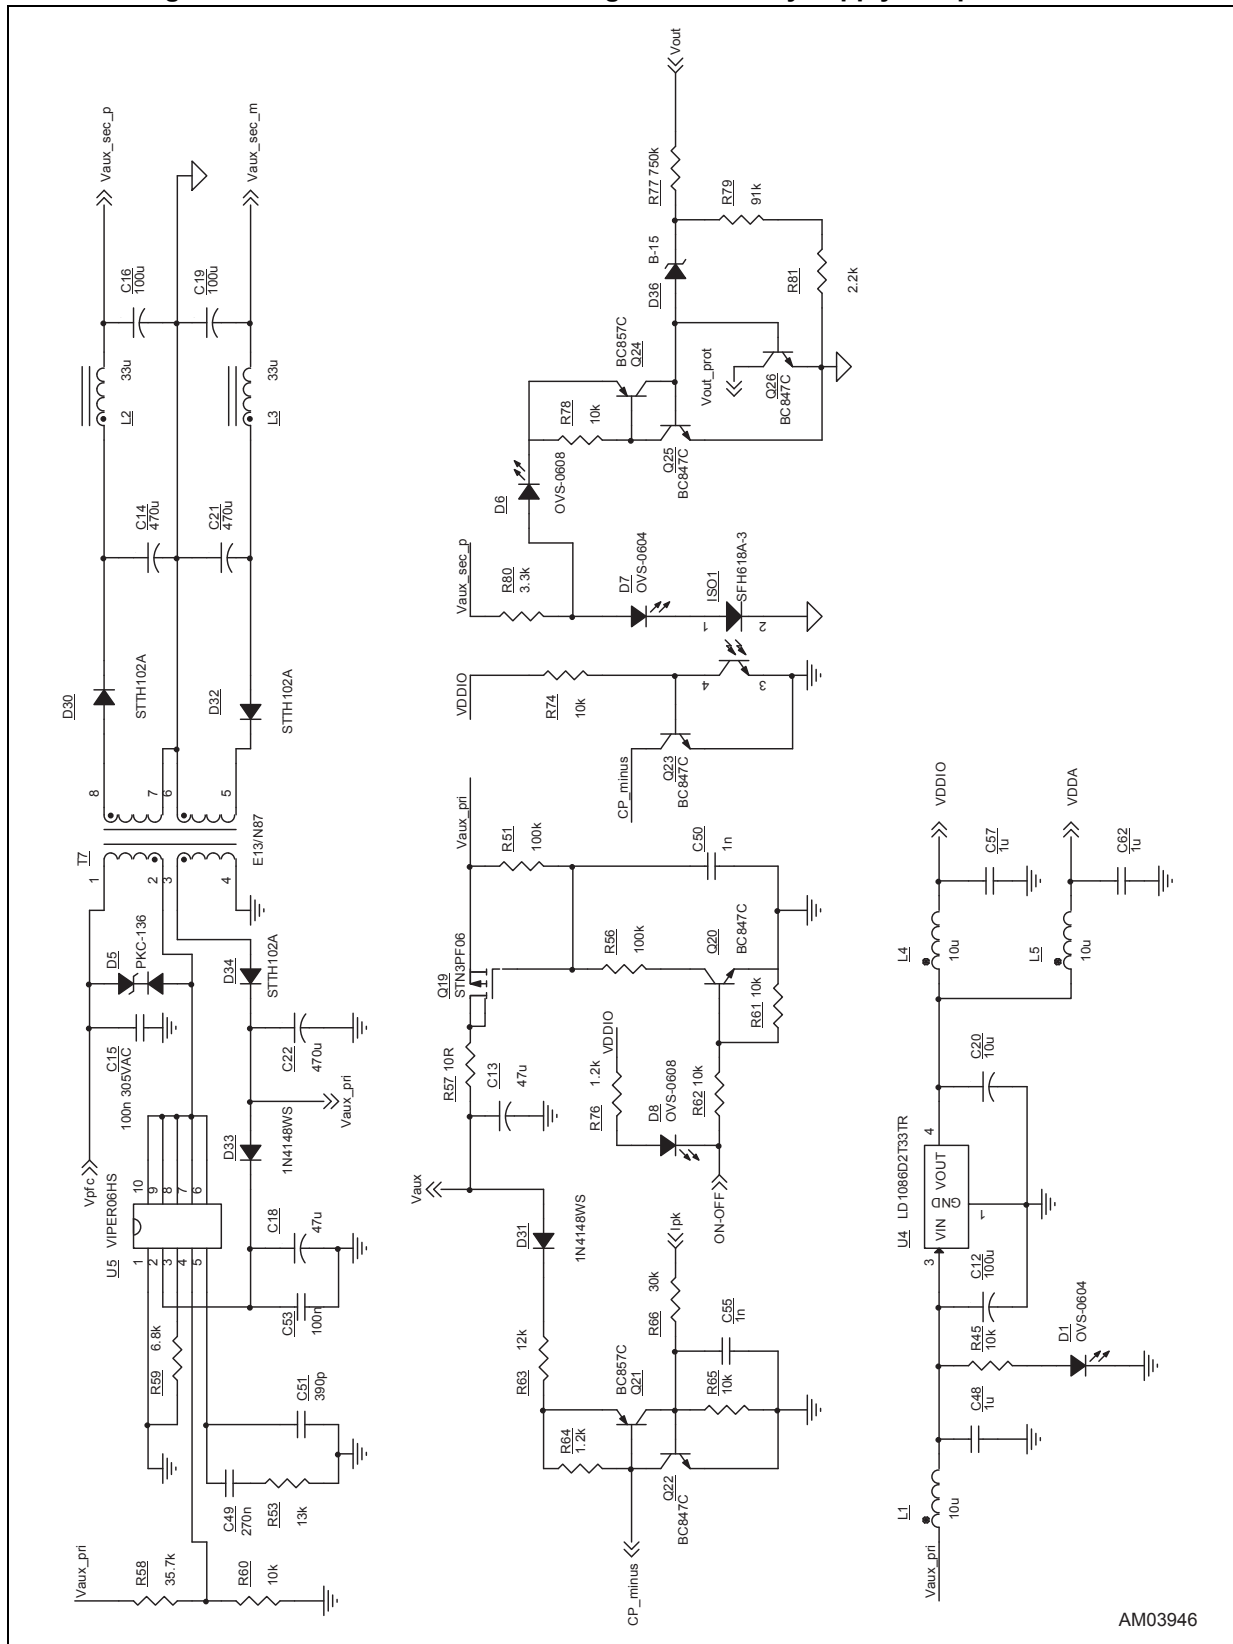 Vaux_sec_p
Vaux_sec_m
C16
100u
C19
100u
33u
L2
33u
L3
C14
470u
C21
470u
D30
STTH102A
D32
STTH102A
8
7
6
5
T7
E13/N87
1
2
3
4
D5
PKC-136
D34
STTH102A
C15
100n 305VAC
C22
470u
Vaux_pri
D33
1N4148WS
Vpfc
10
9
8
7
6
U5 VIPER06HS
1
2
3
4
5
C18
47u
C53
100n
R59 6.8k
C51
390p
C49
270n
R53
13k
Vaux_pri
R58
35.7k
R60
10k
Vout
R77 750k
R79
91k
B-15
D36
R81
2.2k
BC857C
Q24
Vout_prot
Q26
BC847C
R78
10k
Q25
BC847C
D6
OVS-0608
Vaux_sec_p
R80
3.3k
D7
OVS-0604
ISO1
SFH618A-3
1
2
VDDIO
R74
10k
4
3
CP_minus
Q23
BC847C
Vaux_pri
R51
100k
C50
1n
Q19
STN3PF06
R56
100k
Q20
BC847C
R61 10k
R57 10R
C13
47u
VDDIO
R76
1.2k
D8
OVS-0608
R62 10k
ON-OFF
Vaux
D31
1N4148WS
Ipk
R66 30k
C55
1n
R63 12k
BC857C
Q21
R65
10k
R64
1.2k
Q22
BC847C
CP_minus
VDDIO
C57
1u
VDDA
C62
1u
L4
10u
L5
10u
C20
10u
U4 LD1086D2T33TR
VIN
VOUT
GND
3
4
1
C12
100u
R45
10k
D1
OVS-0604
C48
1u
L1
10u
Vaux_pri
AM03946